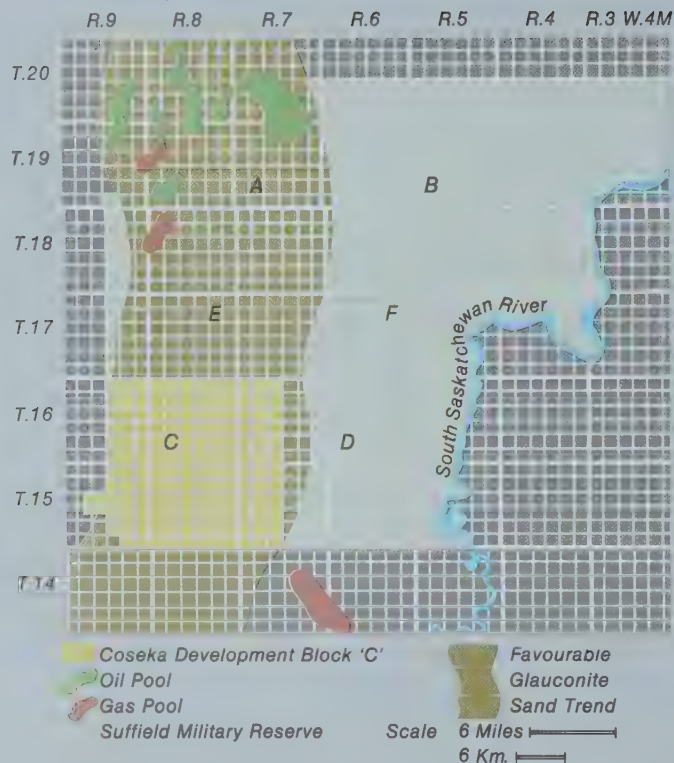 R.9 R.8 R.7 R.6 R.5 R.4 R.3 W.4M
T.20
T.19
A B
T.18
E F
T.17
South Saskatchewan River
T.16
C D
T.15
T.14
Coseka Development Block 'C'
Oil Pool
Gas Pool
Suffield Military Reserve
Favourable
Glauconite
Sand Trend
Scale 6 Miles
6 Km.